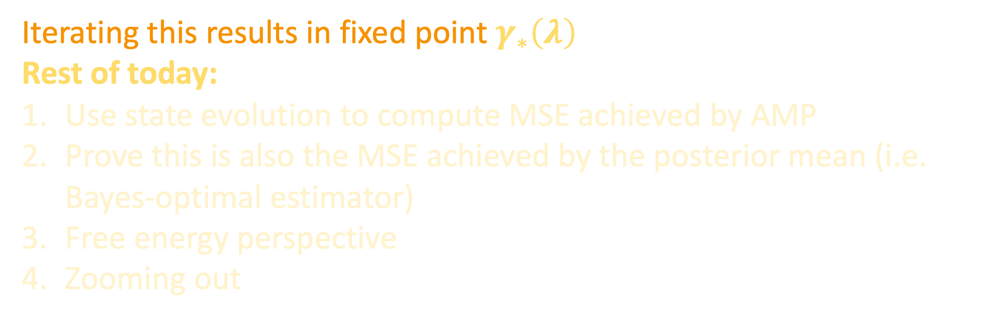 Iterating this results in fixed point γ*(λ)
Rest of today:
1. Use state evolution to compute MSE achieved by AMP
2. Prove this is also the MSE achieved by the posterior mean (i.e.
Bayes-optimal estimator)
3. Free energy perspective
4. Zooming out